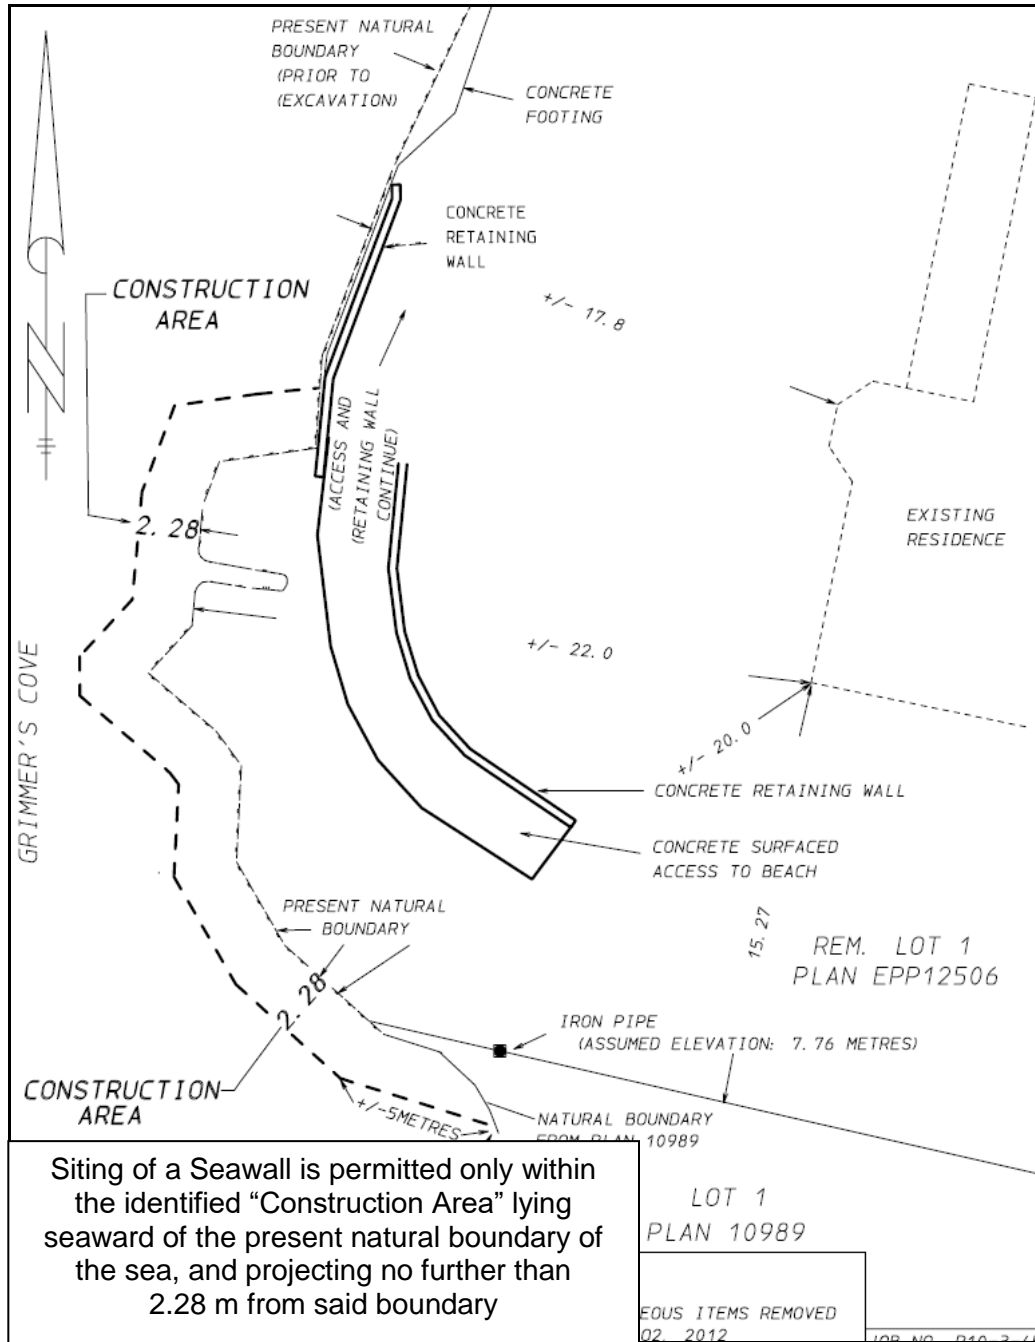 PRESENT NATURAL
BOUNDARY
(PRIOR TO
(EXCAVATION)
CONCRETE
FOOTING
CONCRETE
RETAINING
WALL
CONSTRUCTION
AREA
+/- 17.8
(ACCESS AND
(RETAINING WALL
CONTINUE)
N
2.28
EXISTING
RESIDENCE
GRIMMER'S COVE
+/- 22.0
+/- 20.0
CONCRETE RETAINING WALL
CONCRETE SURFACED
ACCESS TO BEACH
PRESENT NATURAL
BOUNDARY
15.27
REM. LOT 1
PLAN EPP12506
2.28
IRON PIPE
(ASSUMED ELEVATION: 7.76 METRES)
CONSTRUCTION
AREA
+/-5METRES
NATURAL BOUNDARY
FROM PLAN 10989
Siting of a Seawall is permitted only within
the identified “Construction Area” lying
seaward of the present natural boundary of
the sea, and projecting no further than
2.28 m from said boundary
LOT 1
PLAN 10989
EOUS ITEMS REMOVED
02, 2012